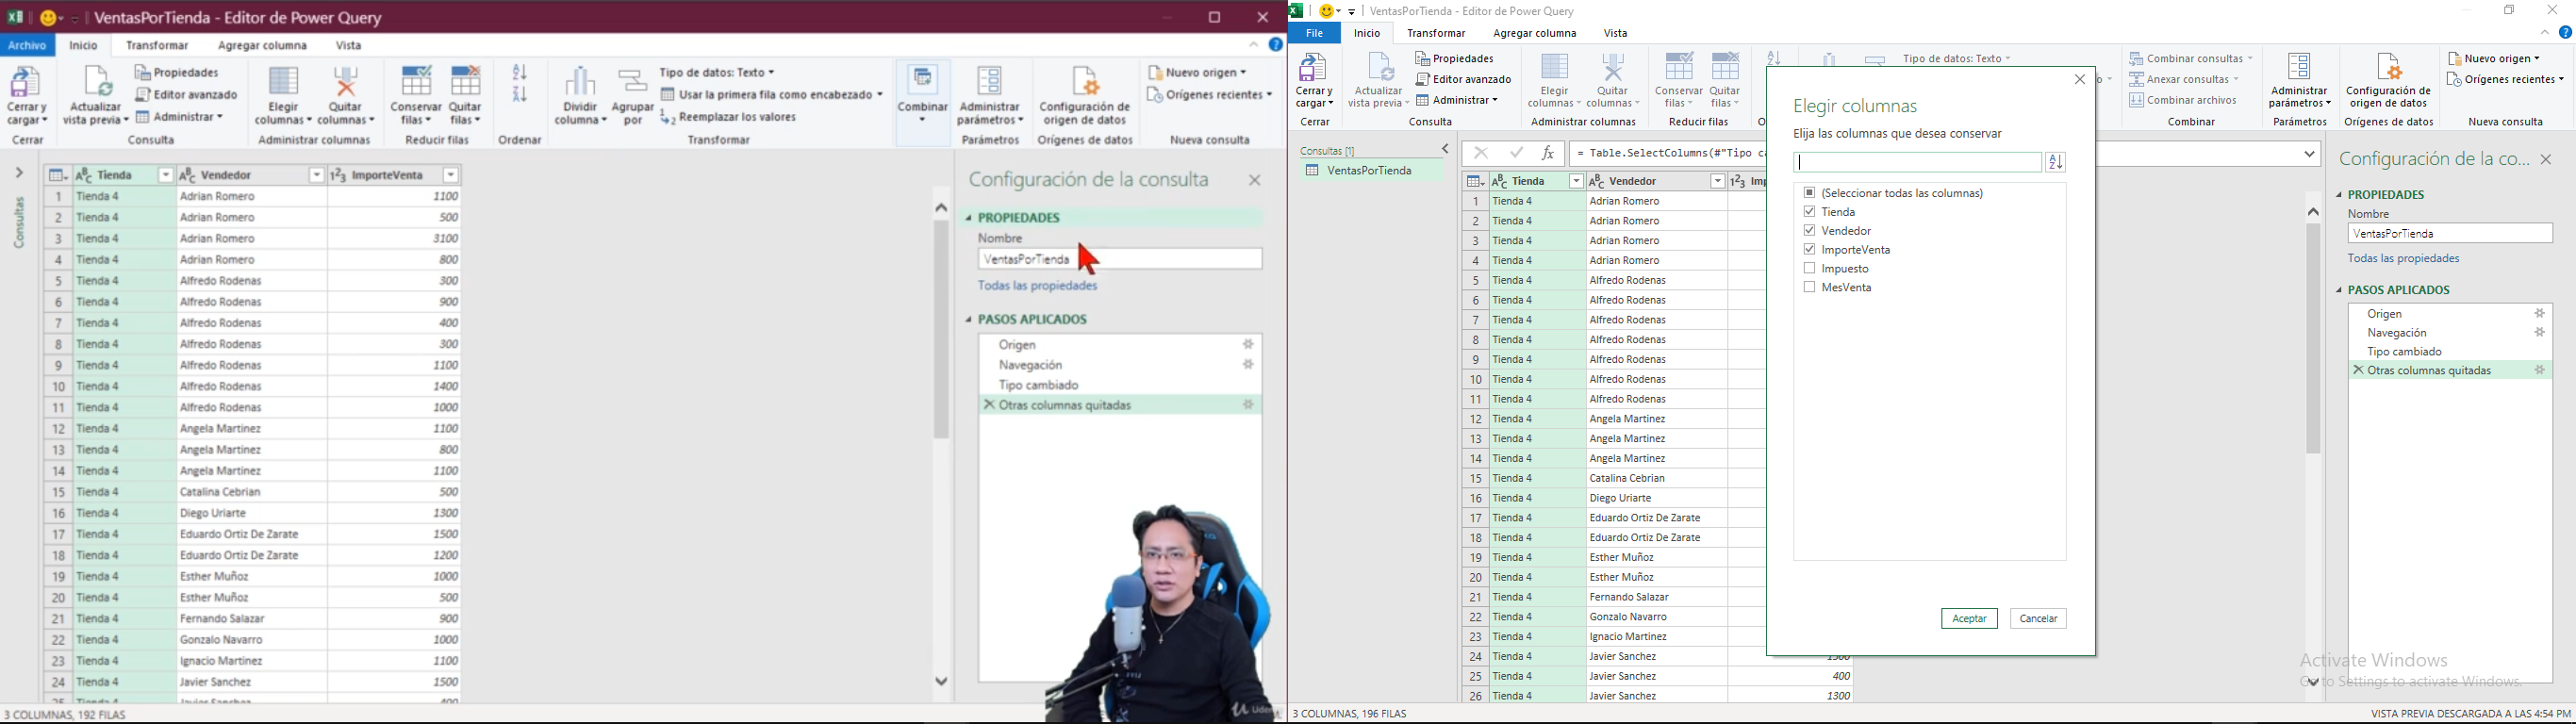 VentasPorTienda - Editor de Power Query
Archivo Inicio Transformar Agregar columna Vista
Cerrar y cargar
Actualizar vista previa
Propiedades
Editor avanzado
Administrar
Elegir columnas
Quitar columnas
Conservar filas
Quitar filas
Dividir columna
Agrupar por
Tipo de datos: Texto
Usar la primera fila como encabezado
Reemplazar los valores
Combinar
Administrar parámetros
Configuración de origen de datos
Nuevo origen
Orígenes recientes
Cerrar Consulta Administrar columnas Reducir filas Ordenar Transformar Parámetros Orígenes de datos Nueva consulta
Consultas
Tienda Vendedor ImporteVenta
1 Tienda 4 Adrian Romero 1100
2 Tienda 4 Adrian Romero 500
3 Tienda 4 Adrian Romero 3100
4 Tienda 4 Adrian Romero 800
5 Tienda 4 Alfredo Rodenas 300
6 Tienda 4 Alfredo Rodenas 900
7 Tienda 4 Alfredo Rodenas 400
8 Tienda 4 Alfredo Rodenas 300
9 Tienda 4 Alfredo Rodenas 1100
10 Tienda 4 Alfredo Rodenas 1400
11 Tienda 4 Alfredo Rodenas 1000
12 Tienda 4 Angela Martinez 1100
13 Tienda 4 Angela Martinez 800
14 Tienda 4 Angela Martinez 1100
15 Tienda 4 Catalina Cebrian 500
16 Tienda 4 Diego Uriarte 1300
17 Tienda 4 Eduardo Ortiz De Zarate 1500
18 Tienda 4 Eduardo Ortiz De Zarate 1200
19 Tienda 4 Esther Muñoz 1000
20 Tienda 4 Esther Muñoz 500
21 Tienda 4 Fernando Salazar 900
22 Tienda 4 Gonzalo Navarro 1000
23 Tienda 4 Ignacio Martinez 1100
24 Tienda 4 Javier Sanchez 1500
3 COLUMNAS, 192 FILAS
Configuración de la consulta
PROPIEDADES
Nombre
VentasPorTienda
Todas las propiedades
PASOS APLICADOS
Origen
Navegación
Tipo cambiado
Otras columnas quitadas
VentasPorTienda - Editor de Power Query
File Inicio Transformar Agregar columna Vista
Cerrar y cargar
Actualizar vista previa
Propiedades
Editor avanzado
Administrar
Elegir columnas
Quitar columnas
Conservar filas
Quitar filas
Tipo de datos: Texto
Combinar consultas
Anexar consultas
Combinar archivos
Administrar parámetros
Configuración de origen de datos
Nuevo origen
Orígenes recientes
Cerrar Consulta Administrar columnas Reducir filas Combinar Parámetros Orígenes de datos Nueva consulta
Consultas [1]
VentasPorTienda
= Table.SelectColumns(#"Tipo
Tienda Vendedor
1 Tienda 4 Adrian Romero
2 Tienda 4 Adrian Romero
3 Tienda 4 Adrian Romero
4 Tienda 4 Adrian Romero
5 Tienda 4 Alfredo Rodenas
6 Tienda 4 Alfredo Rodenas
7 Tienda 4 Alfredo Rodenas
8 Tienda 4 Alfredo Rodenas
9 Tienda 4 Alfredo Rodenas
10 Tienda 4 Alfredo Rodenas
11 Tienda 4 Alfredo Rodenas
12 Tienda 4 Angela Martinez
13 Tienda 4 Angela Martinez
14 Tienda 4 Angela Martinez
15 Tienda 4 Catalina Cebrian
16 Tienda 4 Diego Uriarte
17 Tienda 4 Eduardo Ortiz De Zarate
18 Tienda 4 Eduardo Ortiz De Zarate
19 Tienda 4 Esther Muñoz
20 Tienda 4 Esther Muñoz
21 Tienda 4 Fernando Salazar
22 Tienda 4 Gonzalo Navarro
23 Tienda 4 Ignacio Martinez
24 Tienda 4 Javier Sanchez 1500
25 Tienda 4 Javier Sanchez 400
26 Tienda 4 Javier Sanchez 1300
3 COLUMNS, 196 FILAS
Elegir columnas
Elija las columnas que desea conservar
(Seleccionar todas las columnas)
Tienda
Vendedor
ImporteVenta
Impuesto
MesVenta
Aceptar Cancelar
Configuración de la co...
PROPIEDADES
Nombre
VentasPorTienda
Todas las propiedades
PASOS APLICADOS
Origen
Navegación
Tipo cambiado
Otras columnas quitadas
Activate Windows
Go to Settings to activate Windows.
VISTA PREVIA DESCARGADA A LAS 4:54 PM